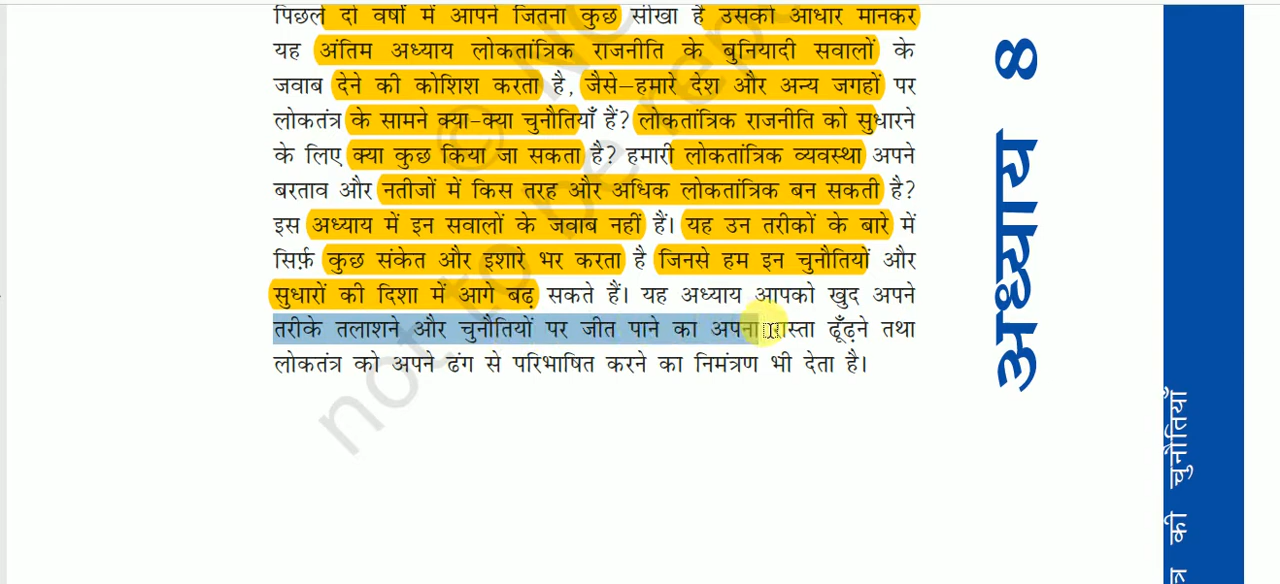 पिछले दो वर्षों में आपने जितना कुछ सीखा है उसको आधार मानकर
यह अंतिम अध्याय लोकतांत्रिक राजनीति के बुनियादी सवालों के
जवाब देने की कोशिश करता है, जैसे–हमारे देश और अन्य जगहों पर
लोकतंत्र के सामने क्या-क्या चुनौतियाँ हैं? लोकतांत्रिक राजनीति को सुधारने
के लिए क्या कुछ किया जा सकता है? हमारी लोकतांत्रिक व्यवस्था अपने
बरताव और नतीजों में किस तरह और अधिक लोकतांत्रिक बन सकती है?
इस अध्याय में इन सवालों के जवाब नहीं हैं। यह उन तरीकों के बारे में
सिर्फ़ कुछ संकेत और इशारे भर करता है जिनसे हम इन चुनौतियों और
सुधारों की दिशा में आगे बढ़ सकते हैं। यह अध्याय आपको खुद अपने
तरीके तलाशने और चुनौतियों पर जीत पाने का अपना रास्ता ढूँढ़ने तथा
लोकतंत्र को अपने ढंग से परिभाषित करने का निमंत्रण भी देता है।
अध्याय 8
की चुनौतियाँ
© N
not to be rep